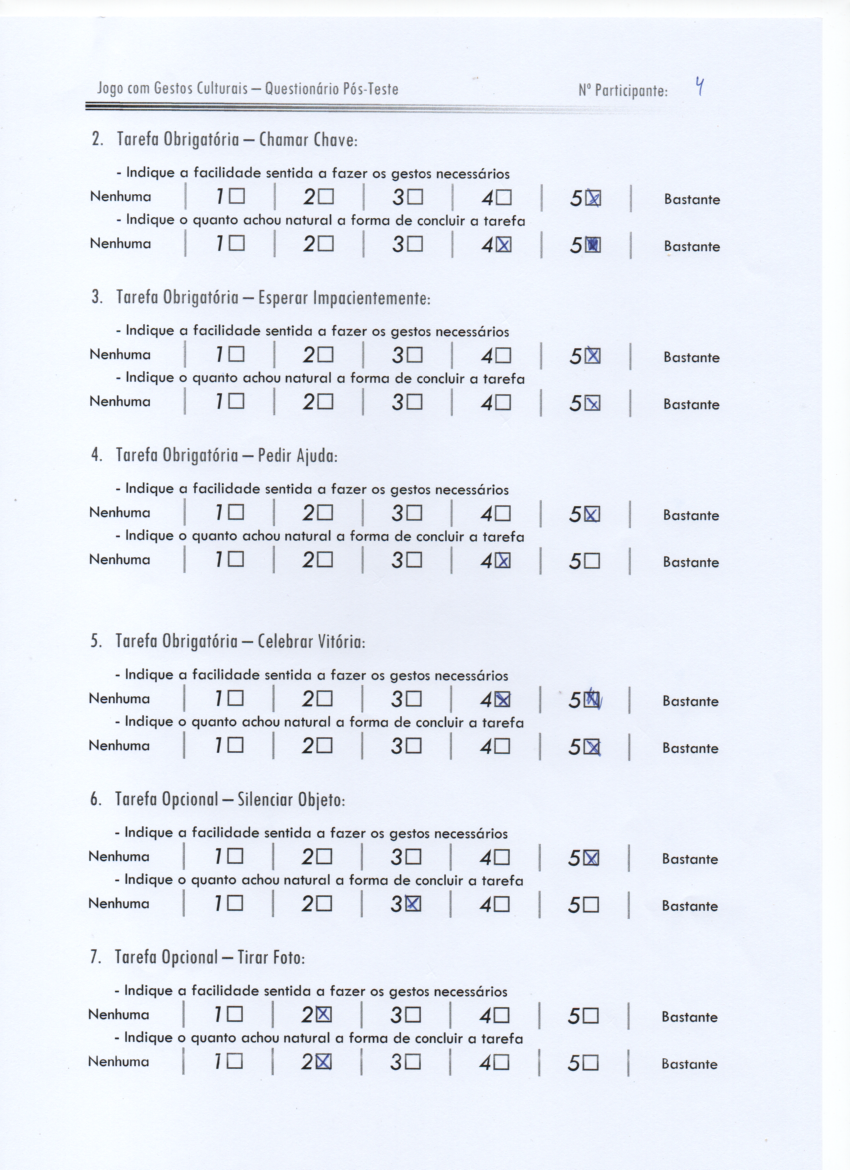 Jogo com Gestos Culturais – Questionário Pós-Teste Nº Participante: 4
2. Tarefa Obrigatória – Chamar Chave:
- Indique a facilidade sentida a fazer os gestos necessários
Nenhuma | 1☐ | 2☐ | 3☐ | 4☐ | 5☒ | Bastante
- Indique o quanto achou natural a forma de concluir a tarefa
Nenhuma | 1☐ | 2☐ | 3☐ | 4☒ | 5■ | Bastante
3. Tarefa Obrigatória – Esperar Impacientemente:
- Indique a facilidade sentida a fazer os gestos necessários
Nenhuma | 1☐ | 2☐ | 3☐ | 4☐ | 5☒ | Bastante
- Indique o quanto achou natural a forma de concluir a tarefa
Nenhuma | 1☐ | 2☐ | 3☐ | 4☐ | 5☒ | Bastante
4. Tarefa Obrigatória – Pedir Ajuda:
- Indique a facilidade sentida a fazer os gestos necessários
Nenhuma | 1☐ | 2☐ | 3☐ | 4☐ | 5☒ | Bastante
- Indique o quanto achou natural a forma de concluir a tarefa
Nenhuma | 1☐ | 2☐ | 3☐ | 4☒ | 5☐ | Bastante
5. Tarefa Obrigatória – Celebrar Vitória:
- Indique a facilidade sentida a fazer os gestos necessários
Nenhuma | 1☐ | 2☐ | 3☐ | 4☒ | 5☒ | Bastante
- Indique o quanto achou natural a forma de concluir a tarefa
Nenhuma | 1☐ | 2☐ | 3☐ | 4☐ | 5☒ | Bastante
6. Tarefa Opcional – Silenciar Objeto:
- Indique a facilidade sentida a fazer os gestos necessários
Nenhuma | 1☐ | 2☐ | 3☐ | 4☐ | 5☒ | Bastante
- Indique o quanto achou natural a forma de concluir a tarefa
Nenhuma | 1☐ | 2☐ | 3☒ | 4☐ | 5☐ | Bastante
7. Tarefa Opcional – Tirar Foto:
- Indique a facilidade sentida a fazer os gestos necessários
Nenhuma | 1☐ | 2☒ | 3☐ | 4☐ | 5☐ | Bastante
- Indique o quanto achou natural a forma de concluir a tarefa
Nenhuma | 1☐ | 2☒ | 3☐ | 4☐ | 5☐ | Bastante